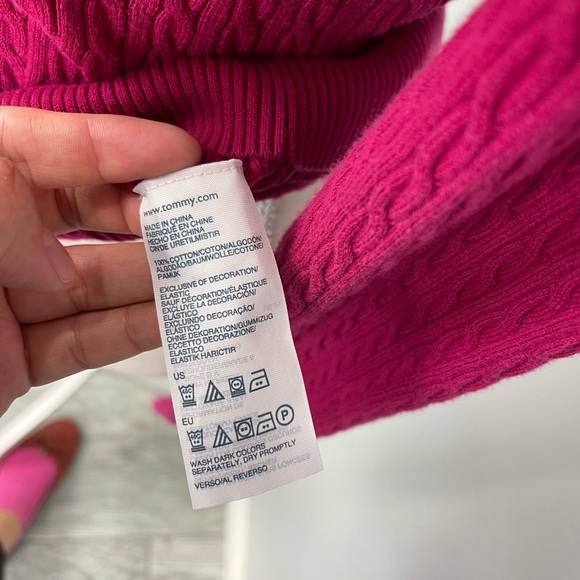 www.tommy.com
MADE IN CHINA
FABRIQUÉ EN CHINE
HECHO EN CHINA
ÇIN'DE ÜRETILMISTIR
100% COTTON/COTON/ALGODÓN/
ALGODÃO/BAUMWOLLE/COTONE/
PAMUK
EXCLUSIVE OF DECORATION/
ELASTIC
SAUF DÉCORATION/ÉLASTIQUE
EXCLUYE LA DECORACIÓN/
ELÁSTICO
EXCLUINDO DECORAÇÃO/
ELÁSTICO
OHNE DEKORATION/GUMMIZUG
ECCETTO DECORAZIONE/
ELASTICO
ELASTIK HARICTIR
US
EU
P
WASH DARK COLORS
SEPARATELY, DRY PROMPTLY
VERSO/AL REVERSO